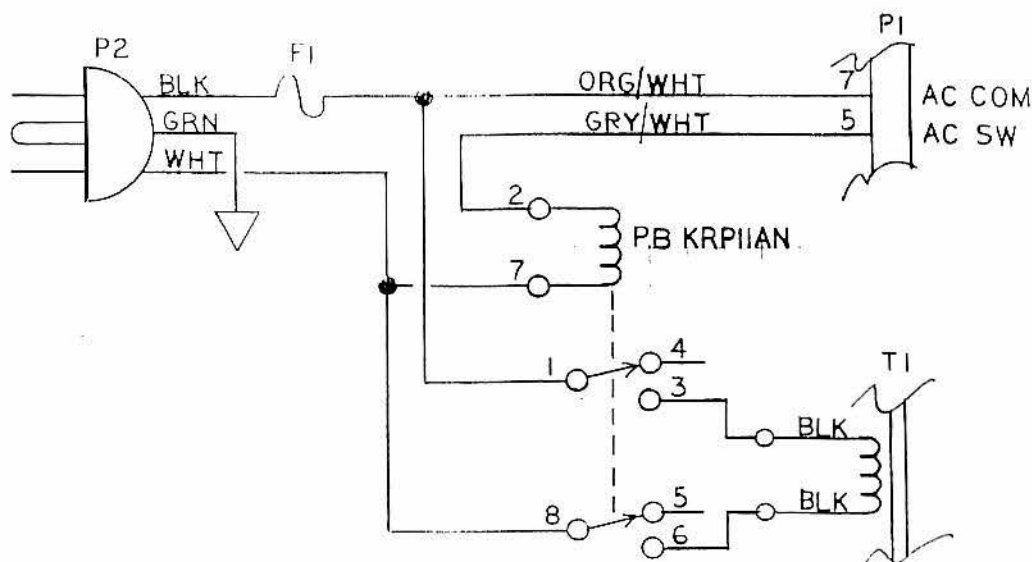 P2
F1
P1
BLK
ORG/WHT
7
AC COM
GRN
GRY/WHT
5
AC SW
WHT
2
P.B KRP11AN
7
1
4
3
T1
BLK
8
5
6
BLK